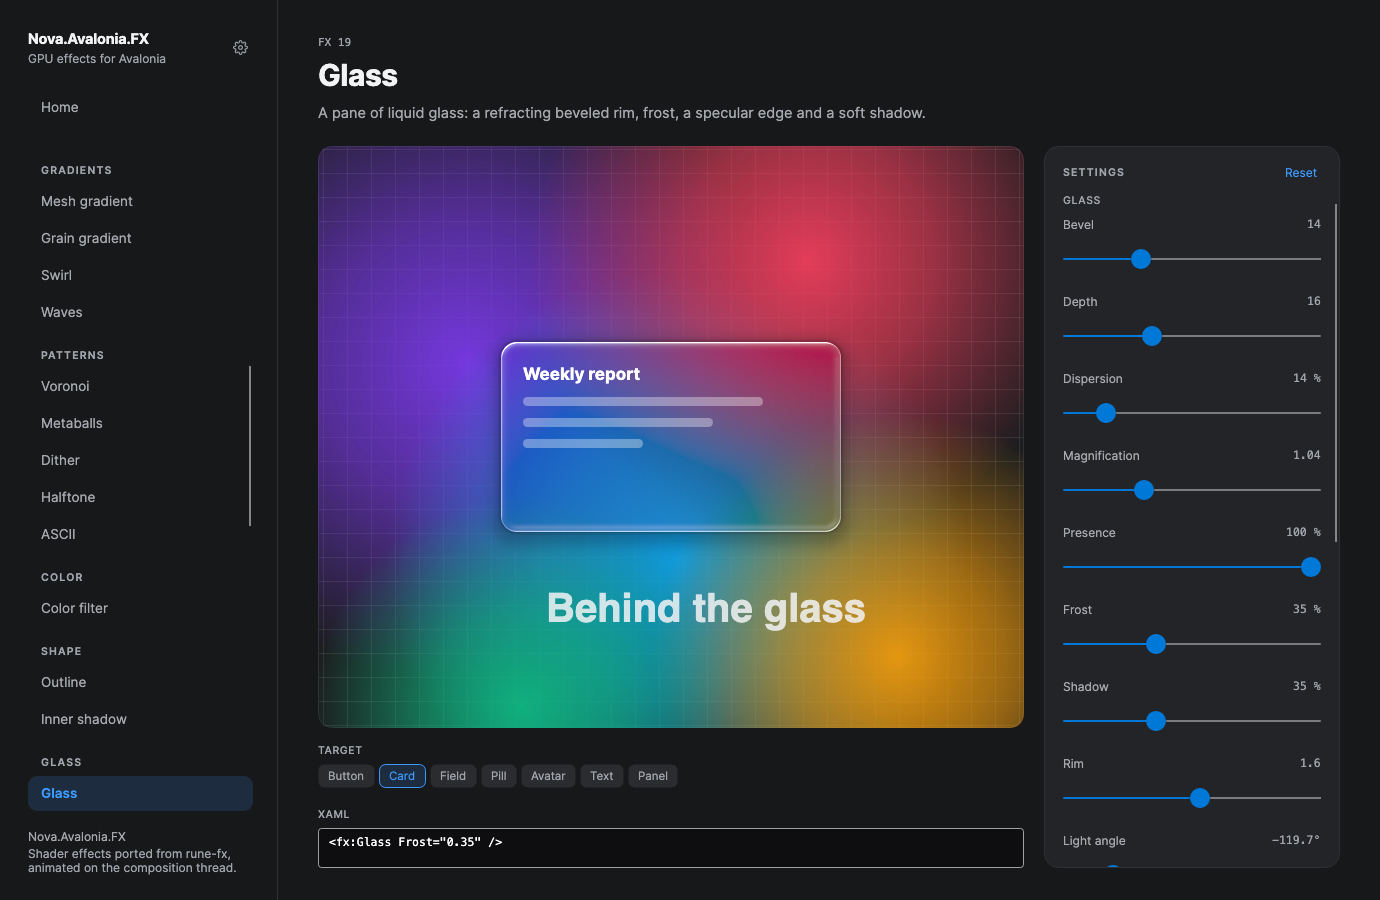 Nova.Avalonia.FX
GPU effects for Avalonia
Home
GRADIENTS
Mesh gradient
Grain gradient
Swirl
Waves
PATTERNS
Voronoi
Metaballs
Dither
Halftone
ASCII
COLOR
Color filter
SHAPE
Outline
Inner shadow
GLASS
Glass
Nova.Avalonia.FX
Shader effects ported from rune-fx,
animated on the composition thread.
FX 19
Glass
A pane of liquid glass: a refracting beveled rim, frost, a specular edge and a soft shadow.
Weekly report
Behind the glass
TARGET
Button Card Field Pill Avatar Text Panel
XAML
<fx:Glass Frost="0.35" />
SETTINGS Reset
GLASS
Bevel 14
Depth 16
Dispersion 14 %
Magnification 1.04
Presence 100 %
Frost 35 %
Shadow 35 %
Rim 1.6
Light angle −119.7°